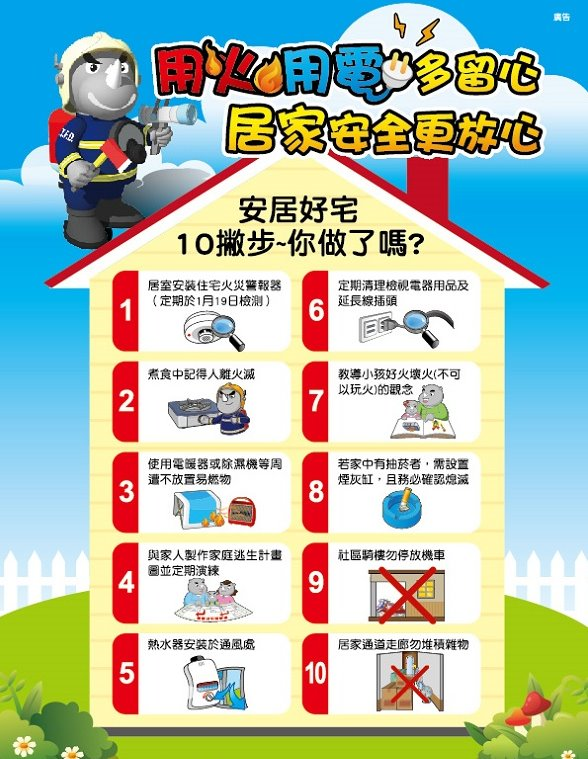 廣告
用火用電多留心
居家安全更放心
I.F.D.
安居好宅
10撇步~你做了嗎?
1
居室安裝住宅火災警報器
(定期於1月19日檢測)
2
煮食中記得人離火滅
3
使用電暖器或除濕機等周
遭不放置易燃物
4
與家人製作家庭逃生計畫
圖並定期演練
5
熱水器安裝於通風處
6
定期清理檢視電器用品及
延長線插頭
7
教導小孩好火壞火(不可
以玩火)的觀念
8
若家中有抽菸者，需設置
煙灰缸，且務必確認熄滅
9
社區騎樓勿停放機車
10
居家通道走廊勿堆積雜物